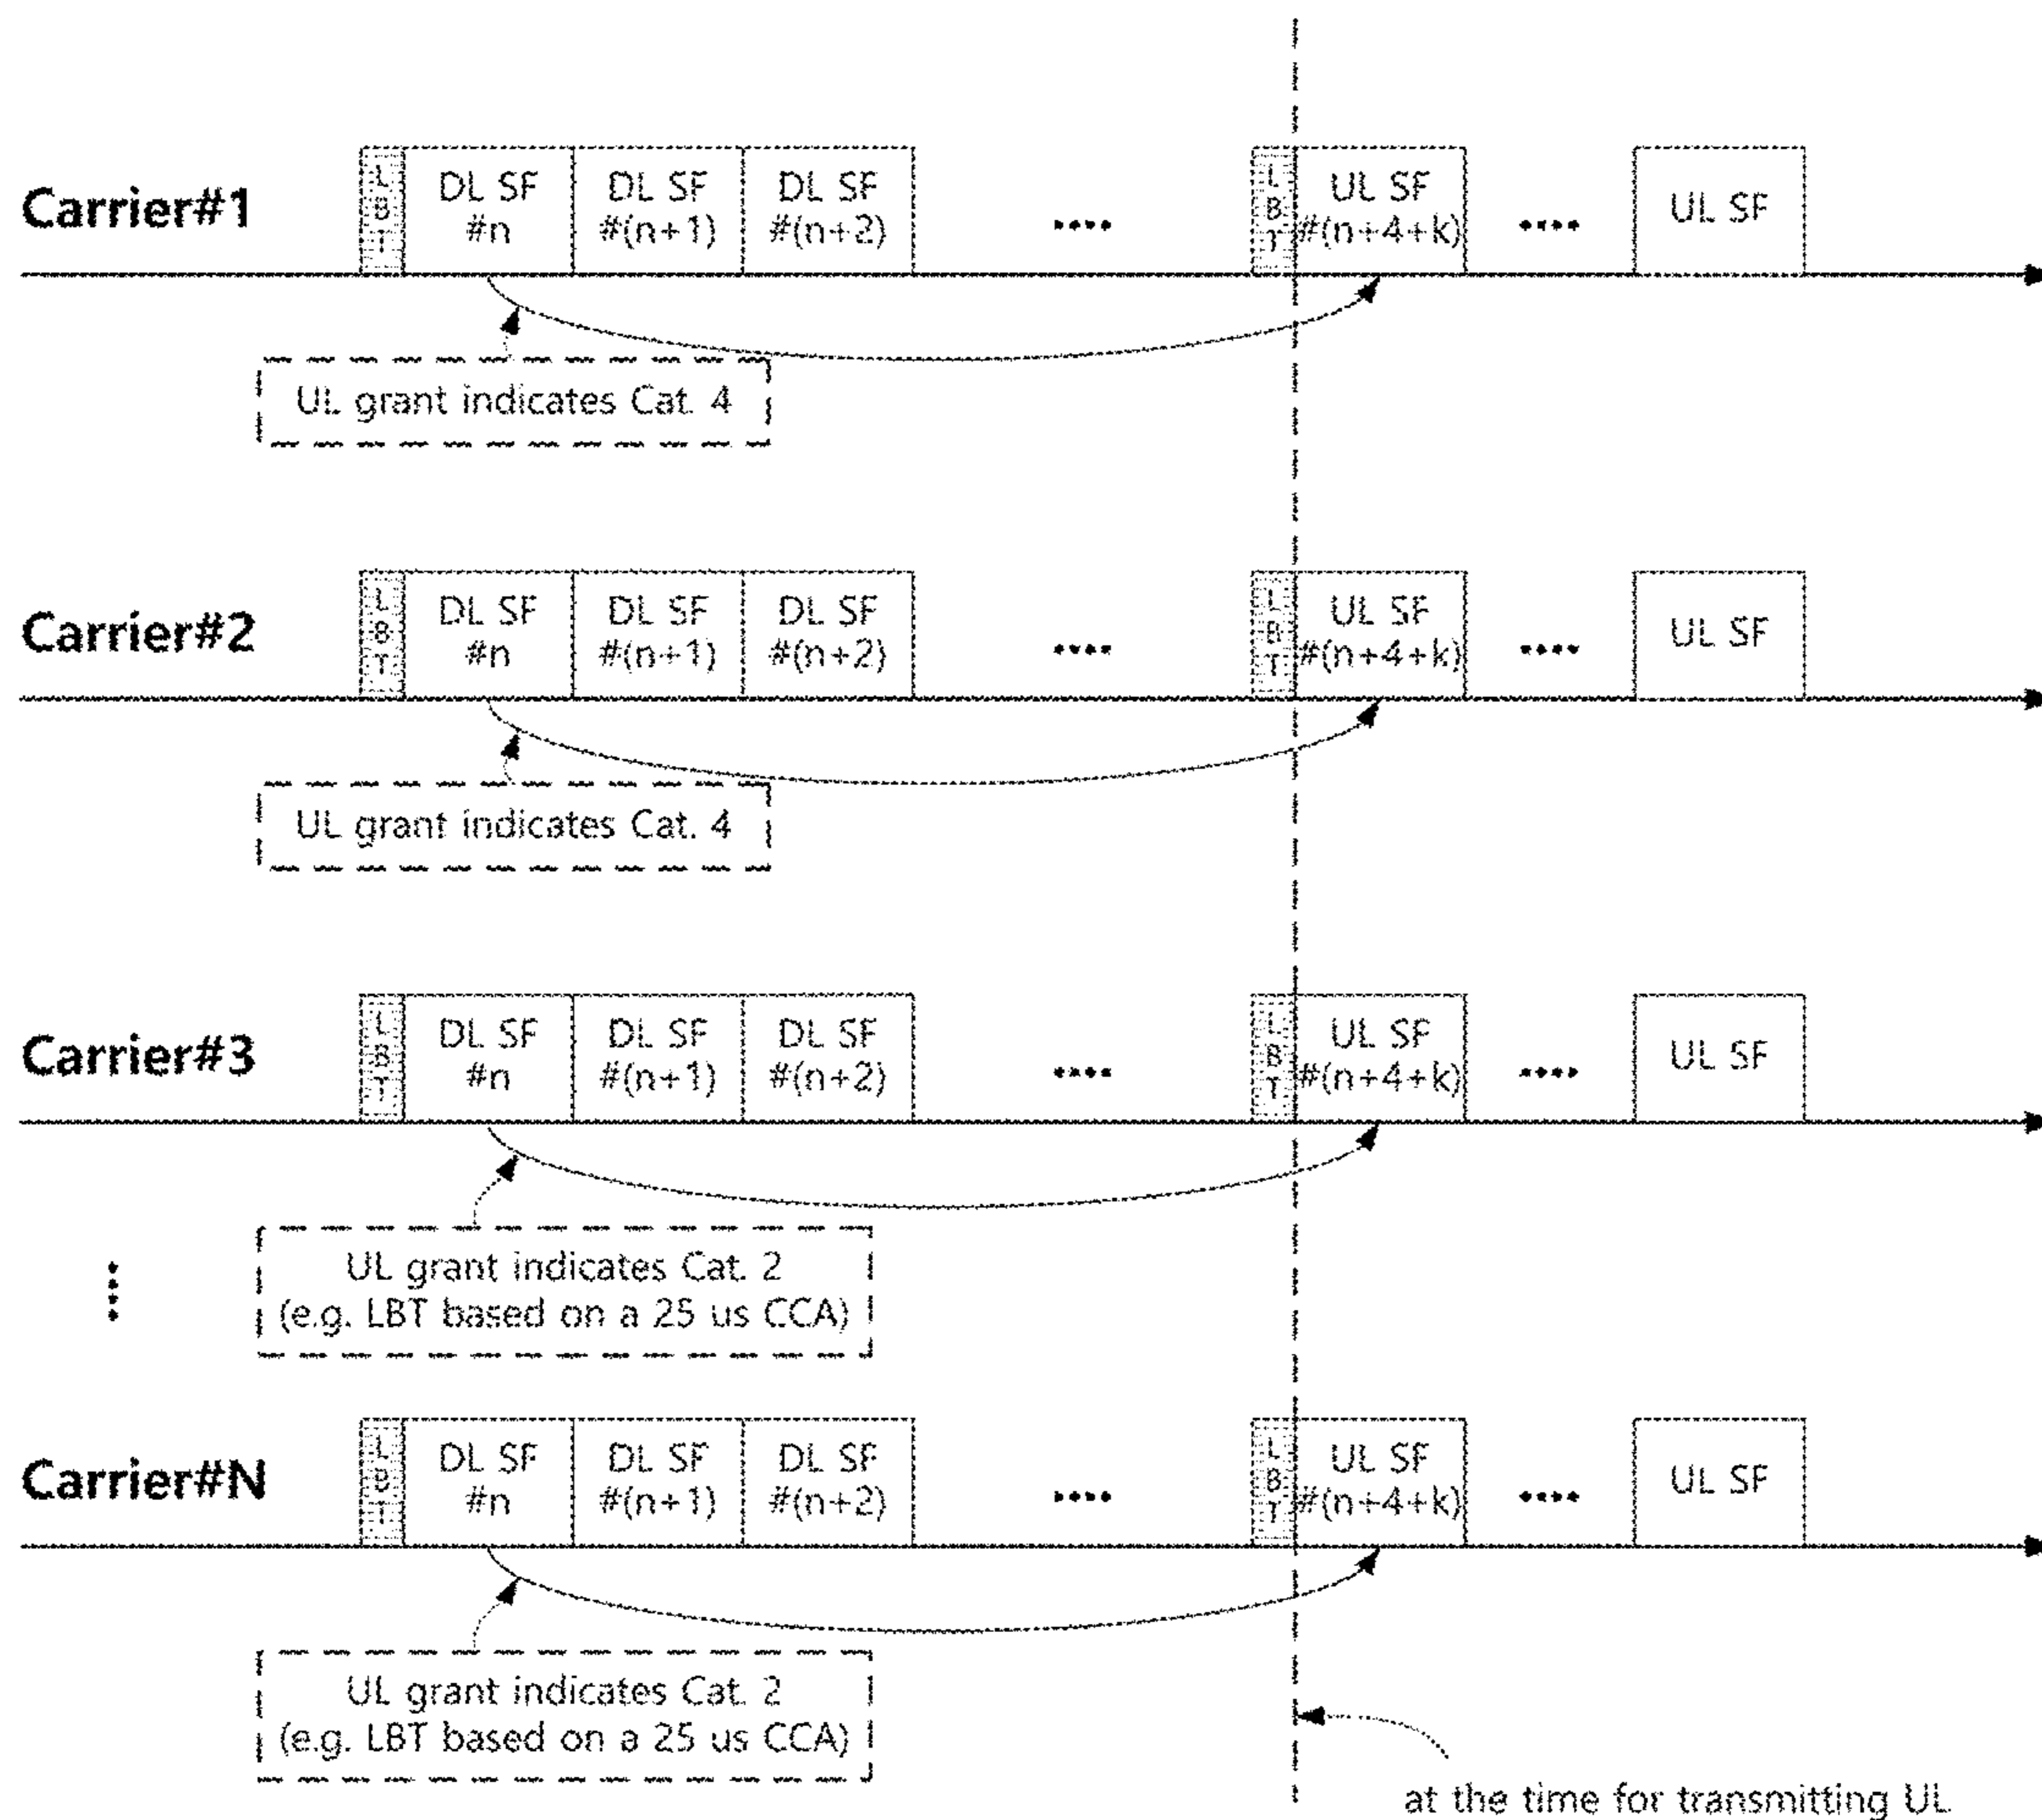 Carrier#1
LBT
DL SF
#n
DL SF
#(n+1)
DL SF
#(n+2)
....
LBT
UL SF
#(n+4+k)
....
UL SF
UL grant indicates Cat. 4
Carrier#2
LBT
DL SF
#n
DL SF
#(n+1)
DL SF
#(n+2)
....
LBT
UL SF
#(n+4+k)
....
UL SF
UL grant indicates Cat. 4
Carrier#3
LBT
DL SF
#n
DL SF
#(n+1)
DL SF
#(n+2)
....
LBT
UL SF
#(n+4+k)
....
UL SF
UL grant indicates Cat. 2
(e.g. LBT based on a 25 us CCA)
Carrier#N
LBT
DL SF
#n
DL SF
#(n+1)
DL SF
#(n+2)
....
LBT
UL SF
#(n+4+k)
....
UL SF
UL grant indicates Cat. 2
(e.g. LBT based on a 25 us CCA)
at the time for transmitting UL